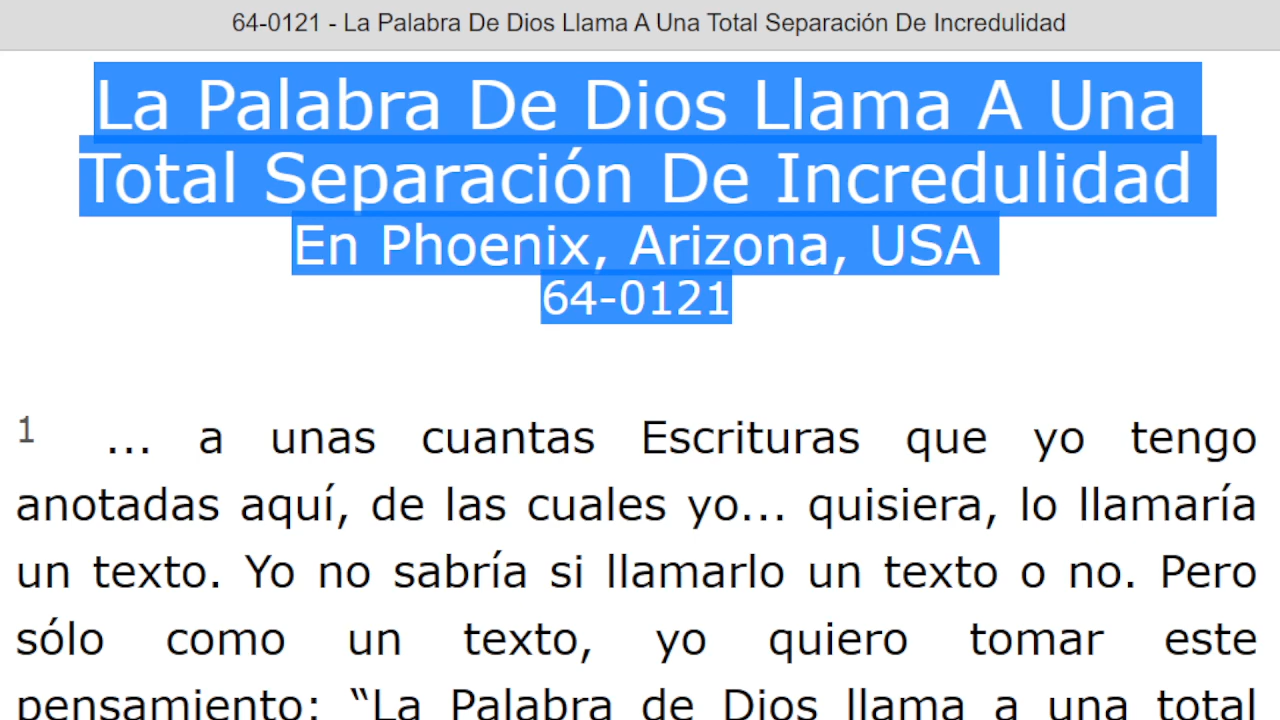 64-0121 - La Palabra De Dios Llama A Una Total Separación De Incredulidad
La Palabra De Dios Llama A Una
Total Separación De Incredulidad
En Phoenix, Arizona, USA
64-0121
1 ... a unas cuantas Escrituras que yo tengo
anotadas aquí, de las cuales yo... quisiera, lo llamaría
un texto. Yo no sabría si llamarlo un texto o no. Pero
sólo como un texto, yo quiero tomar este
pensamiento: “La Palabra de Dios llama a una total